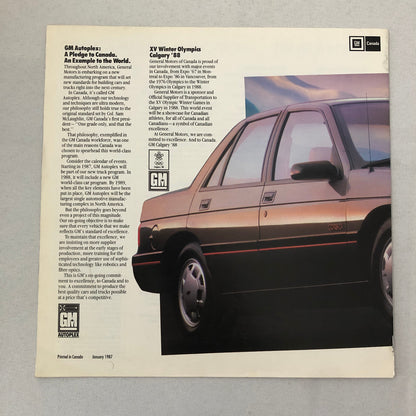 GM Autoplex:
A Pledge to Canada.
An Example to the World.
Throughout North America, General
Motors is embarking on a new
manufacturing program that will set
new standards for building cars and
trucks right into the next century.
In Canada, it's called GM
Autoplex. Although our technology
and techniques are ultra modern,
our philosophy still holds true to the
original standard set by Col. Sam
McLaughlin, GM Canada's first presi-
dent – "One grade only, and that the
best."
That philosophy, exemplified in
the GM Canada workforce, was one
of the main reasons Canada was
chosen to spearhead this world-class
program.
Consider the calendar of events.
Starting in 1987, GM Autoplex will
be part of our new truck program. In
1988, it will include a new GM
world-class car program. By 1989,
when all the key elements have been
put in place, GM Autoplex will be the
largest single automotive manufac-
turing complex in North America.
But the philosophy goes beyond
even a project of this magnitude.
Our on-going objective is to make
sure that every vehicle that we make
reflects GM's standard of excellence.
To maintain that excellence, we
are insisting on more supplier
involvement at the early stages of
production, more training for the
employees and greater use of sophis-
ticated technology like robotics and
fibre optics.
This is GM's on-going commit-
ment to excellence, to Canada and to
you. A commitment to produce the
best quality cars and trucks possible
at a price that's competitive.
GM
AUTOPLEX
Printed in Canada January 1987
XV Winter Olympics
Calgary '88
General Motors of Canada is proud of
our involvement with major events
in Canada, from Expo '67 in Mont-
real to Expo '86 in Vancouver, from
the 1976 Olympics to the Winter
Olympics in Calgary in 1988.
General Motors is a sponsor and
Official Supplier of Transportation to
the XV Olympic Winter Games in
Calgary in 1988. This world event
will be a showcase for Canadian
athletes, for all of Canada and all
Canadians – a symbol of Canadian
excellence.
At General Motors, we are com-
mitted to excellence. And to Canada.
GM Calgary '88
GM
GM
Canada